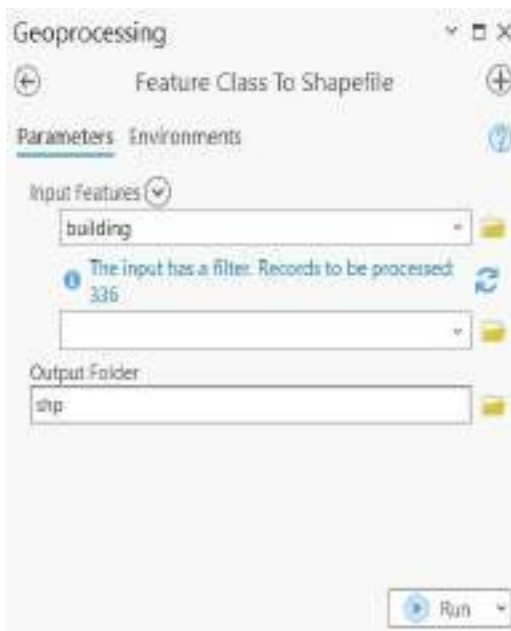 Geoprocessing
Feature Class To Shapefile
Parameters Environments
Input Features
building
The input has a filter. Records to be processed:
336
Output Folder
shp
Run